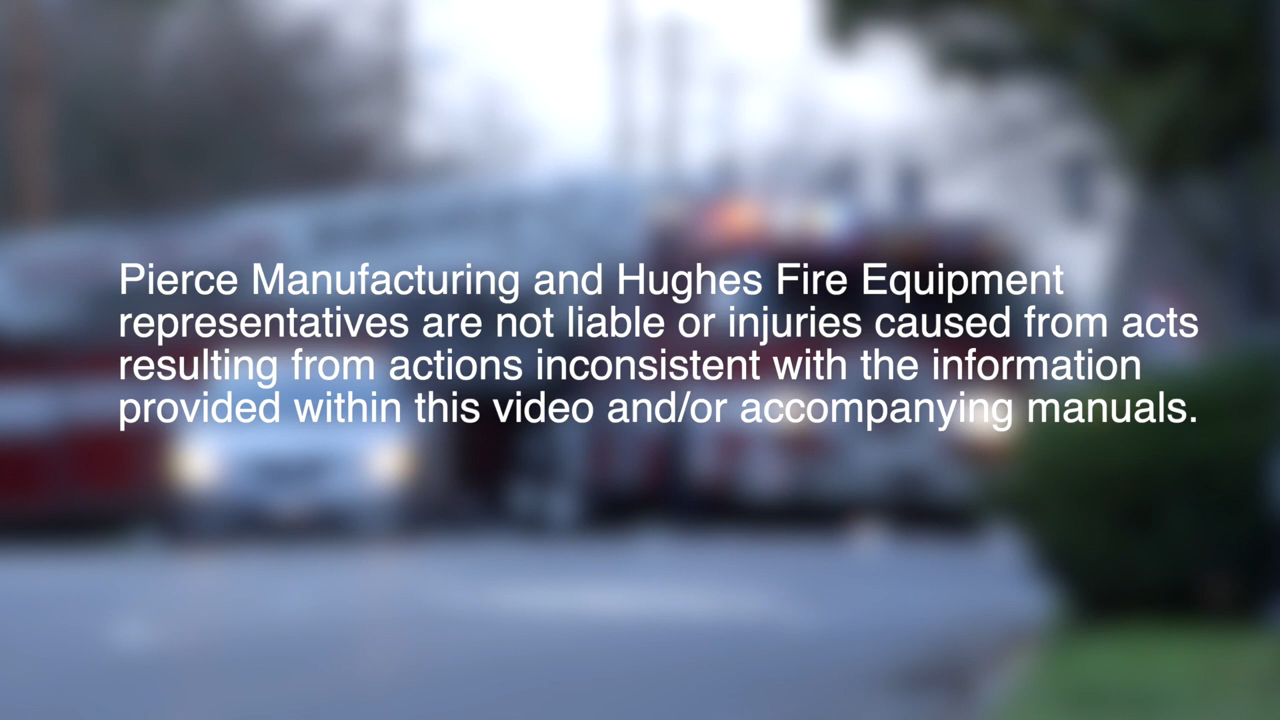 Pierce Manufacturing and Hughes Fire Equipment
representatives are not liable or injuries caused from acts
resulting from actions inconsistent with the information
provided within this video and/or accompanying manuals.